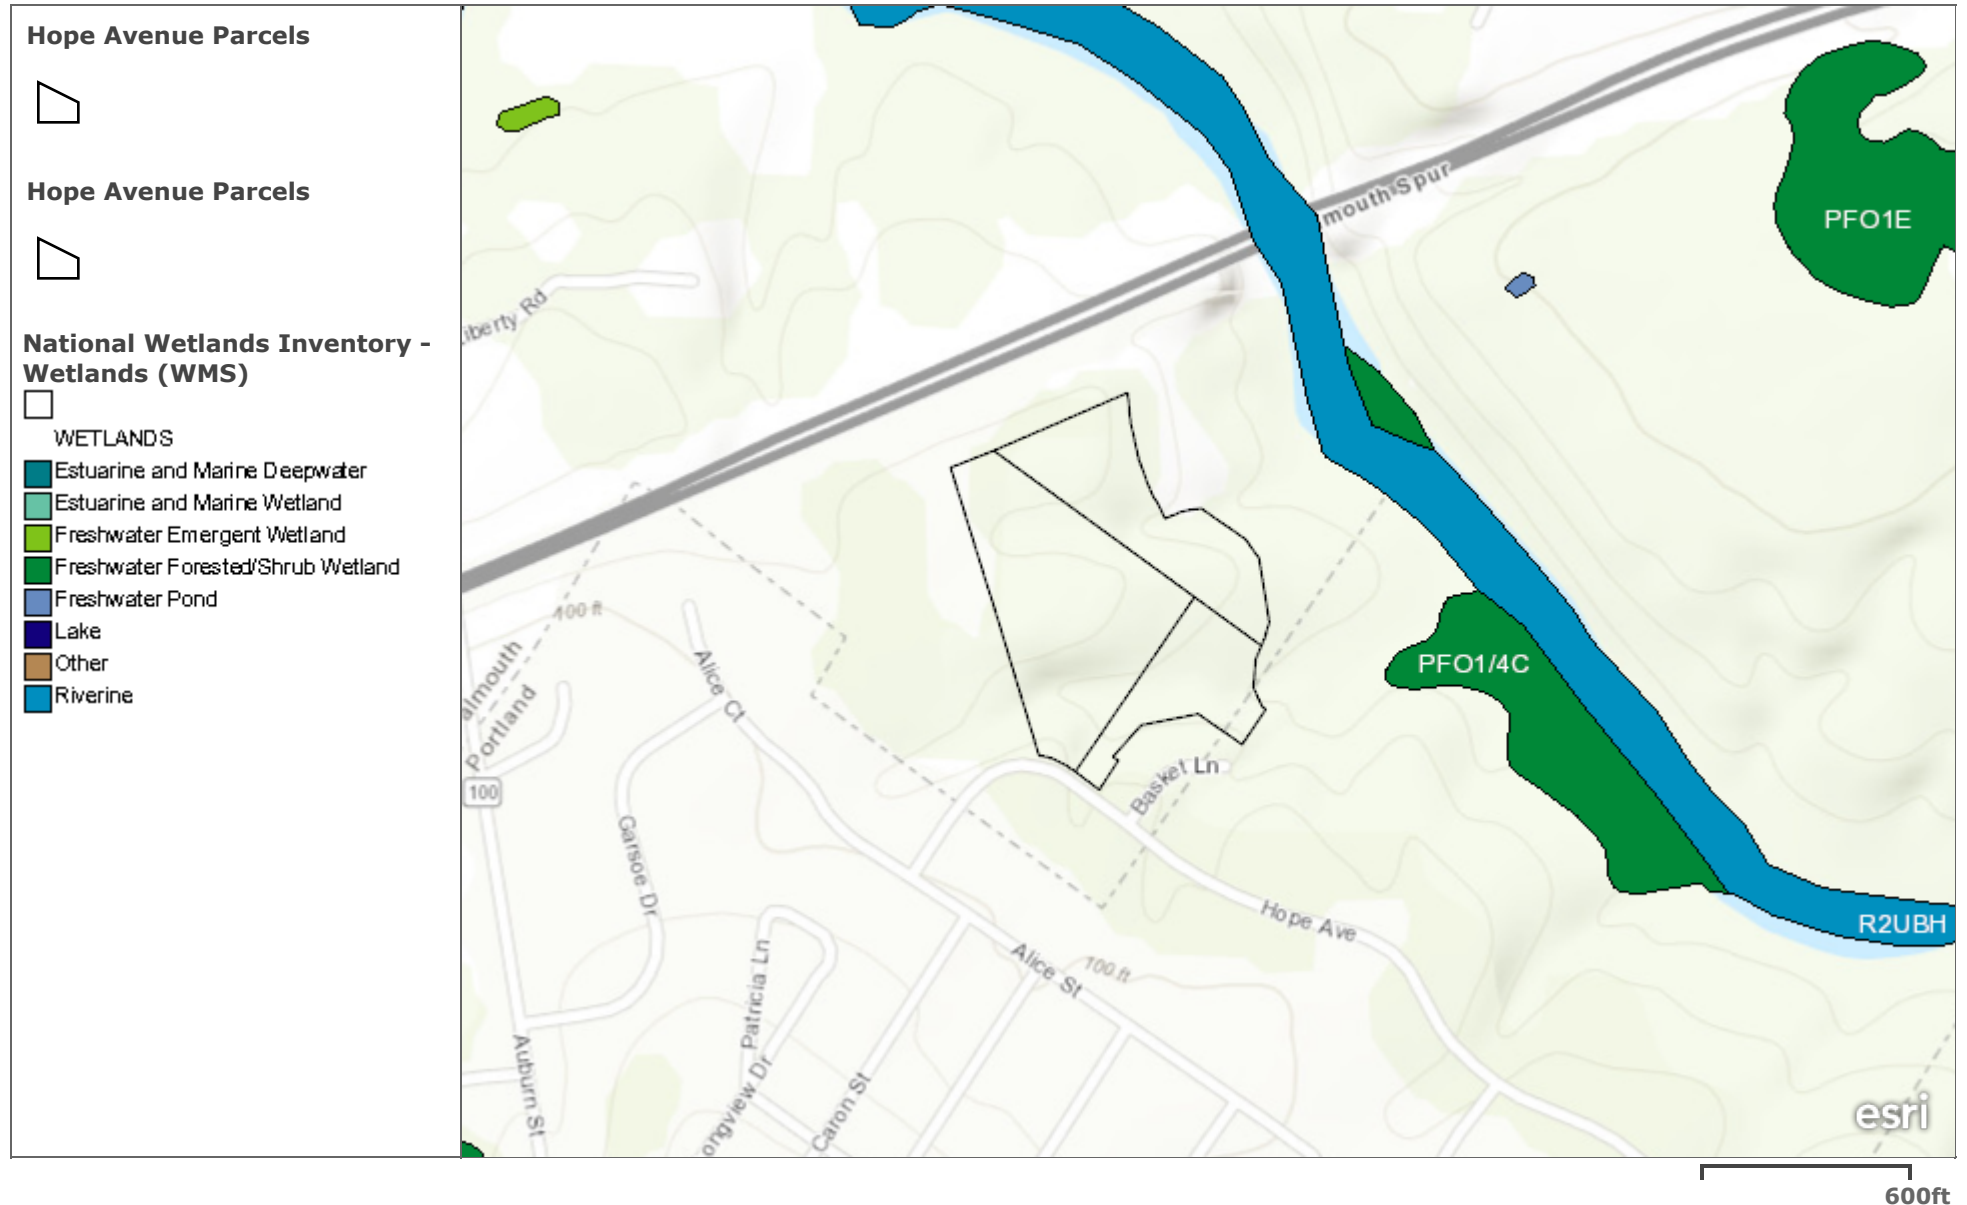 Hope Avenue Parcels
Hope Avenue Parcels
National Wetlands Inventory -
Wetlands (WMS)
WETLANDS
Estuarine and Marine Deepwater
Estuarine and Marine Wetland
Freshwater Emergent Wetland
Freshwater Forested/Shrub Wetland
Freshwater Pond
Lake
Other
Riverine
mouth Spur
PFO1E
iberty Rd
100 ft
almouth
Portland
Alice Ct
PFO1/4C
100
Basket Ln
Garsoe Dr
Hope Ave
R2UBH
Patricia Ln
Alice St
100 ft
Auburn St
ongview Dr
Caron St
esri
600ft